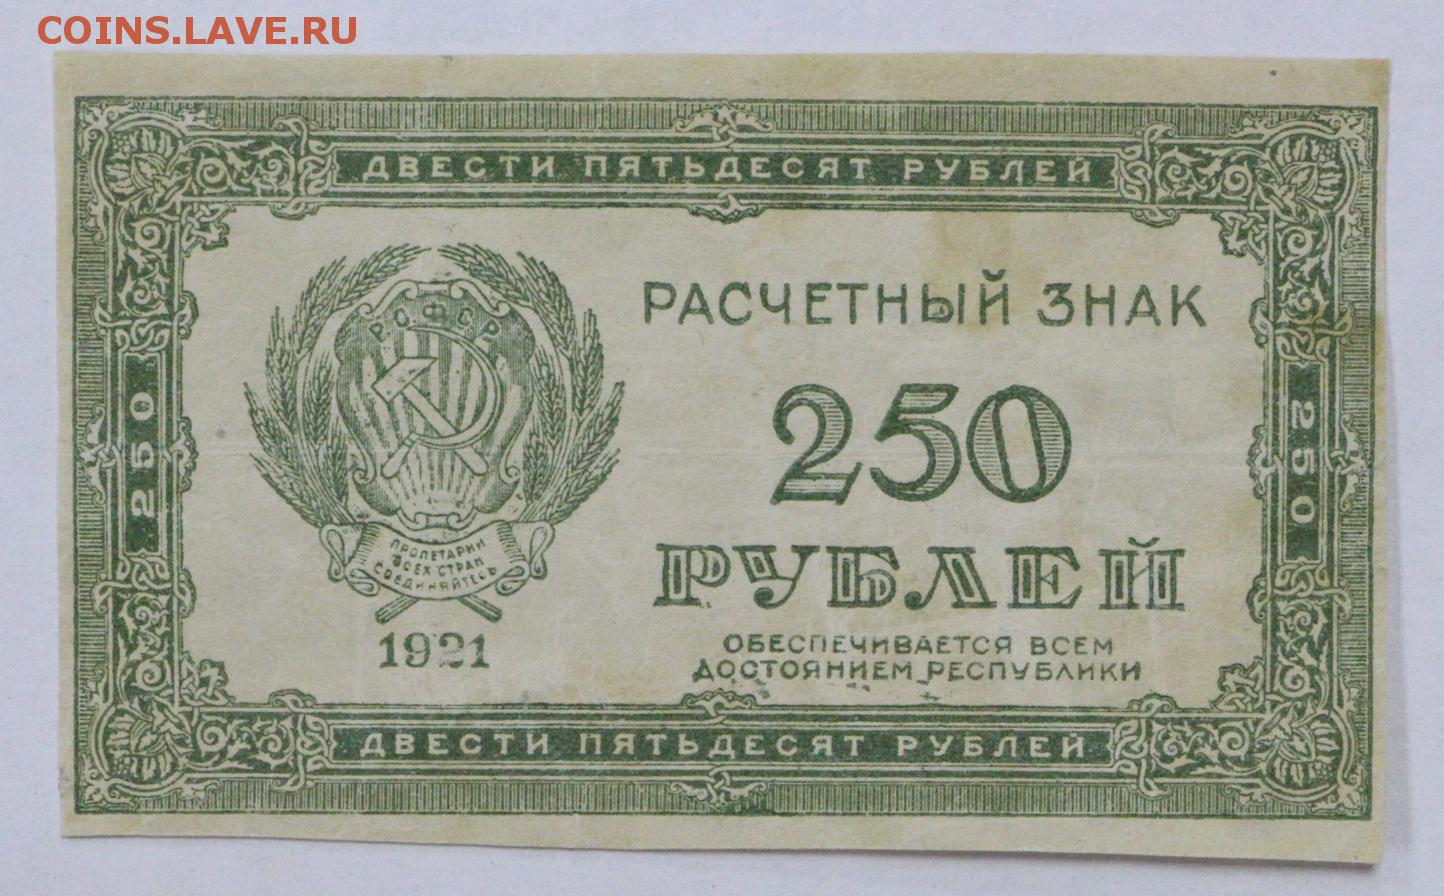 COINS.LAVE.RU
ДВЕСТИ ПЯТЬДЕСЯТ РУБЛЕЙ
РСФСР
ПРОЛЕТАРИИ
ВСЕХ СТРАН
СОЕДИНЯЙТЕСЬ
1921
РАСЧЕТНЫЙ ЗНАК
250
РУБЛЕЙ
ОБЕСПЕЧИВАЕТСЯ ВСЕМ
ДОСТОЯНИЕМ РЕСПУБЛИКИ
250
250
ДВЕСТИ ПЯТЬДЕСЯТ РУБЛЕЙ